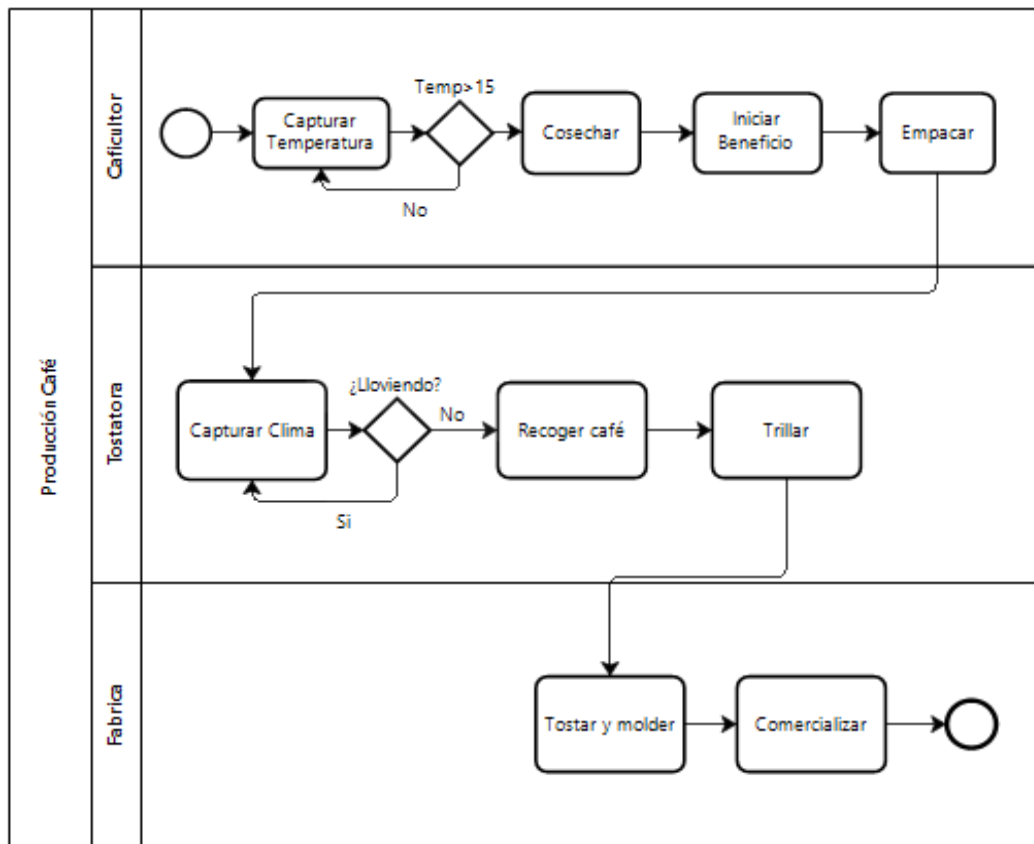 Producción Café
Caficultor
Capturar
Temperatura
Temp>15
No
Cosechar
Iniciar
Beneficio
Empacar
Tostatora
Capturar Clima
¿Lloviendo?
No
Si
Recoger café
Trillar
Fabrica
Tostar y molder
Comercializar